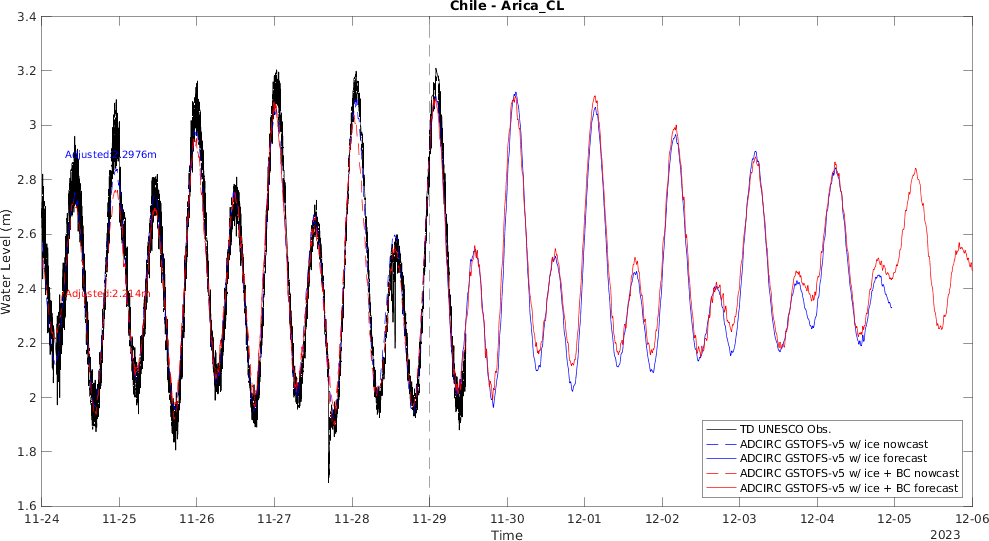 Chile - Arica_CL
3.4
3.2
3
2.8
2.6
2.4
2.2
2
1.8
1.6
Water Level (m)
Adjusted:2.2976m
Adjusted:2.214m
TD UNESCO Obs.
ADCIRC GSTOFS-v5 w/ ice nowcast
ADCIRC GSTOFS-v5 w/ ice forecast
ADCIRC GSTOFS-v5 w/ ice + BC nowcast
ADCIRC GSTOFS-v5 w/ ice + BC forecast
11-24 11-25 11-26 11-27 11-28 11-29 11-30 12-01 12-02 12-03 12-04 12-05 12-06
Time
2023